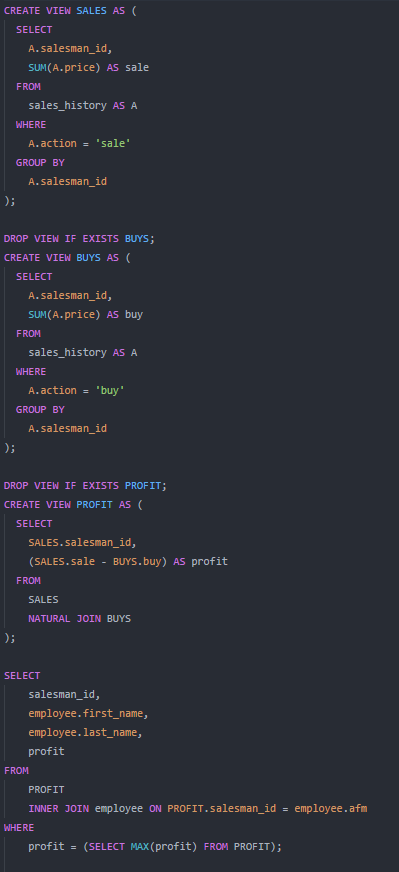 CREATE VIEW SALES AS (
  SELECT
    A.salesman_id,
    SUM(A.price) AS sale
  FROM
    sales_history AS A
  WHERE
    A.action = 'sale'
  GROUP BY
    A.salesman_id
);
DROP VIEW IF EXISTS BUYS;
CREATE VIEW BUYS AS (
  SELECT
    A.salesman_id,
    SUM(A.price) AS buy
  FROM
    sales_history AS A
  WHERE
    A.action = 'buy'
  GROUP BY
    A.salesman_id
);
DROP VIEW IF EXISTS PROFIT;
CREATE VIEW PROFIT AS (
  SELECT
    SALES.salesman_id,
    (SALES.sale - BUYS.buy) AS profit
  FROM
    SALES
    NATURAL JOIN BUYS
);
SELECT
    salesman_id,
    employee.first_name,
    employee.last_name,
    profit
FROM
    PROFIT
    INNER JOIN employee ON PROFIT.salesman_id = employee.afm
WHERE
    profit = (SELECT MAX(profit) FROM PROFIT);